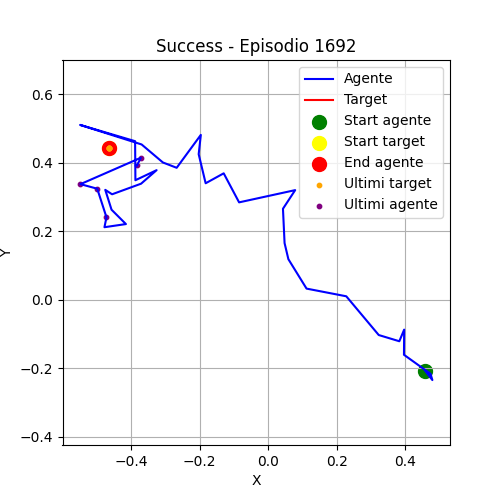 Success - Episodio 1692
Agente
Target
Start agente
Start target
End agente
Ultimi target
Ultimi agente
0.6
0.4
0.2
0.0
−0.2
−0.4
Y
−0.4
−0.2
0.0
0.2
0.4
X